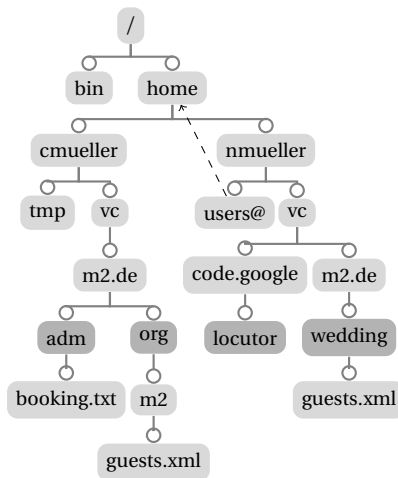 /
bin home
cmueller nmueller
tmp vc users@ vc
m2.de code.google m2.de
adm org locutor wedding
booking.txt m2 guests.xml
guests.xml